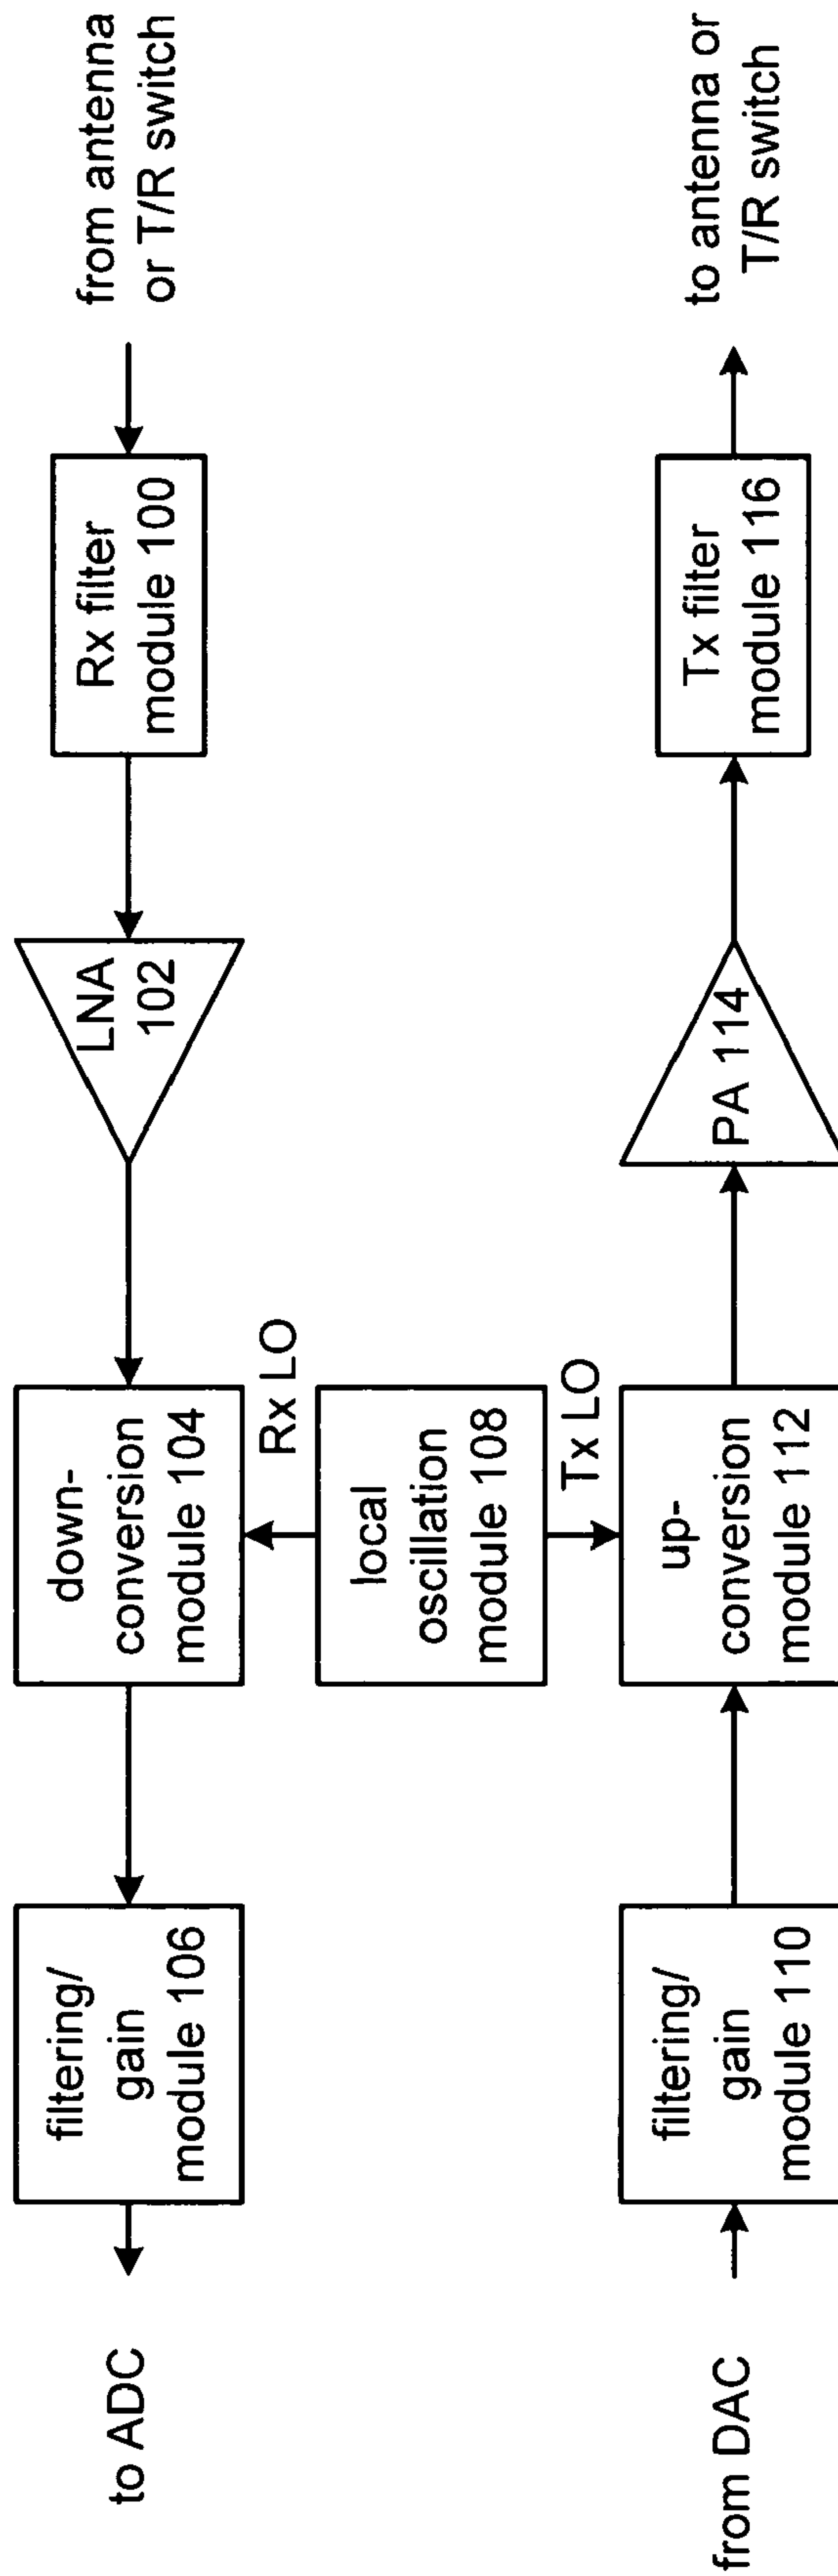 to ADC
filtering/
gain
module 106
down-
conversion
module 104
LNA
102
Rx filter
module 100
from antenna
or T/R switch
Rx LO
local
oscillation
module 108
Tx LO
from DAC
filtering/
gain
module 110
up-
conversion
module 112
PA 114
Tx filter
module 116
to antenna or
T/R switch